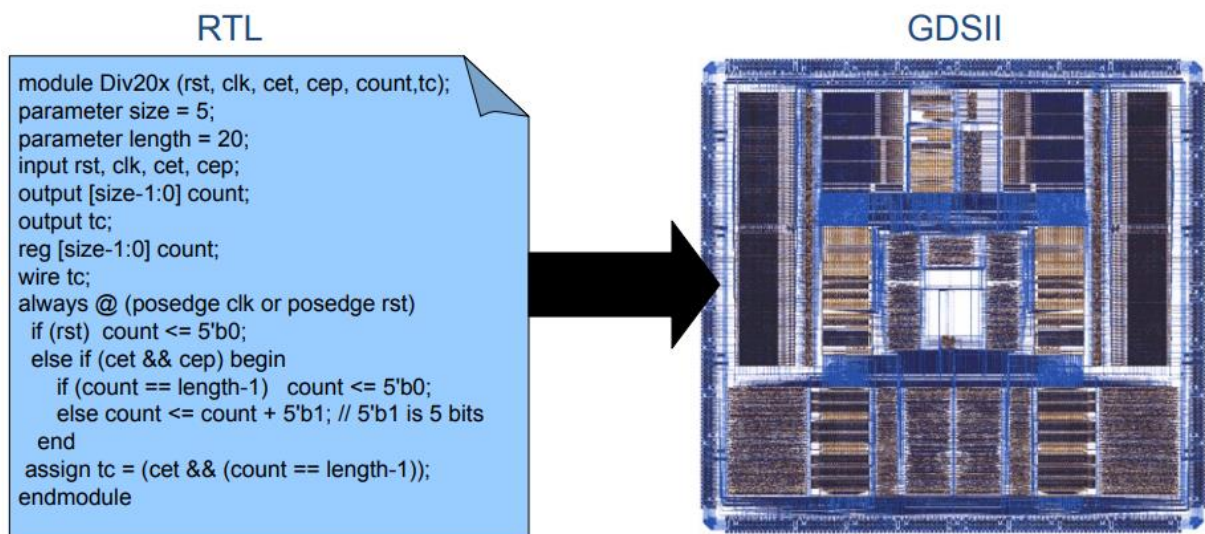 RTL
GDSII
module Div20x (rst, clk, cet, cep, count,tc);
parameter size = 5;
parameter length = 20;
input rst, clk, cet, cep;
output [size-1:0] count;
output tc;
reg [size-1:0] count;
wire tc;
always @ (posedge clk or posedge rst)
if (rst) count <= 5'b0;
else if (cet && cep) begin
if (count == length-1) count <= 5'b0;
else count <= count + 5'b1; // 5'b1 is 5 bits
end
assign tc = (cet && (count == length-1));
endmodule